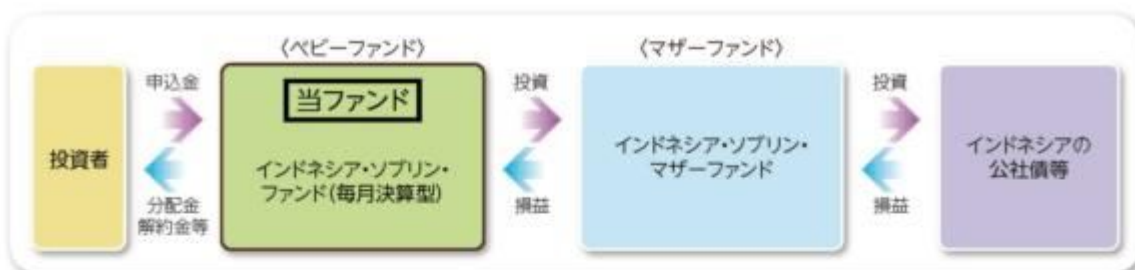 〈ベビーファンド〉
〈マザーファンド〉
投資者
申込金
分配金
解約金等
当ファンド
インドネシア・ソブリン・
ファンド(毎月決算型)
投資
損益
インドネシア・ソブリン・
マザーファンド
投資
損益
インドネシアの
公社債等